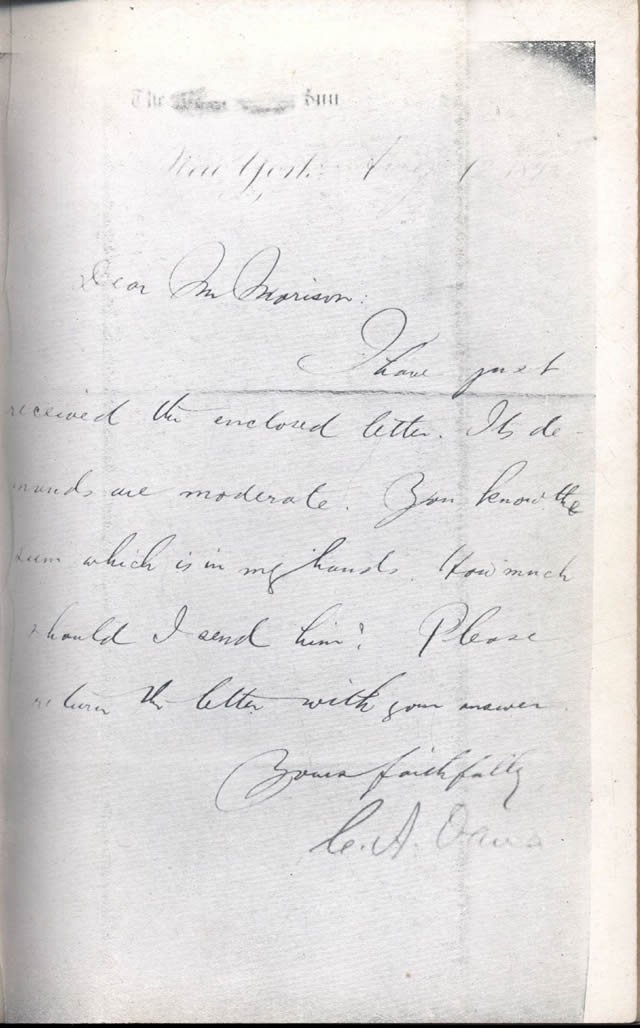 The Sun
New York,
Dear Mr Morison:
I have just
received the enclosed letter. Its de-
mands are moderate. You know the
sum which is in my hands. How much
should I send him? Please
return the letter with your answer.
Yours faithfully
C. A. Dana